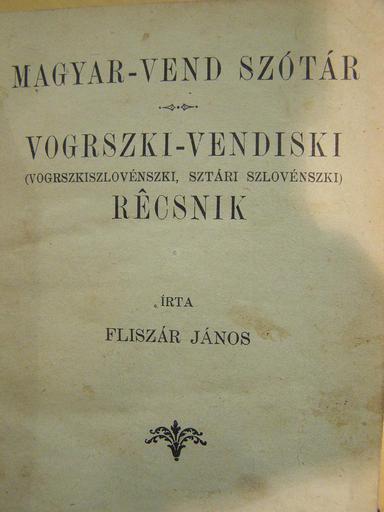 MAGYAR-VEND SZÓTÁR
VOGRSZKI-VENDISKI
(VOGRSZKISZLOVÉNSZKI, SZTÁRI SZLOVÉNSZKI)
RÊCSNIK
ÍRTA
FLISZÁR JÁNOS